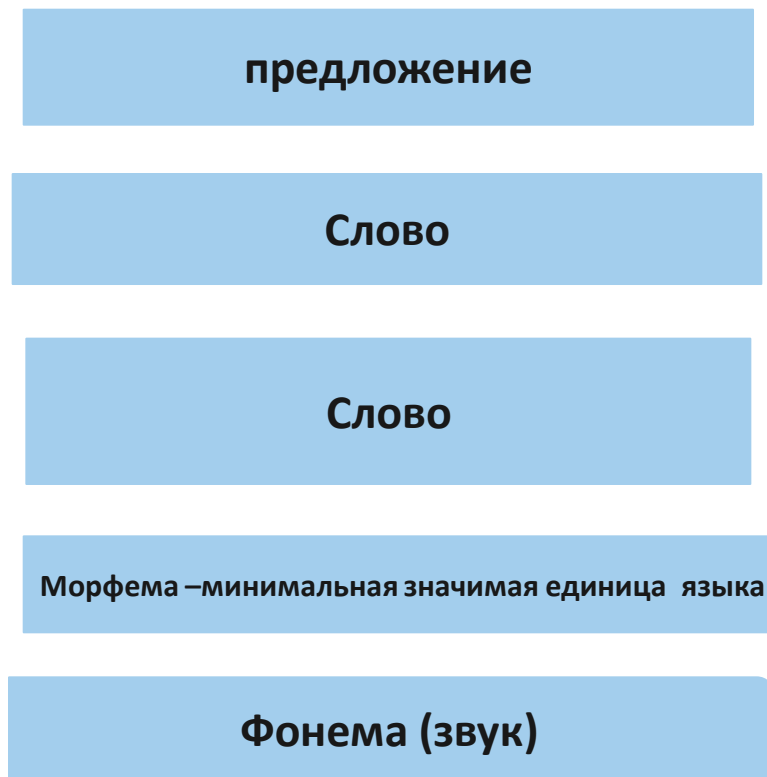 предложение
Слово
Слово
Морфема –минимальная значимая единица языка
Фонема (звук)